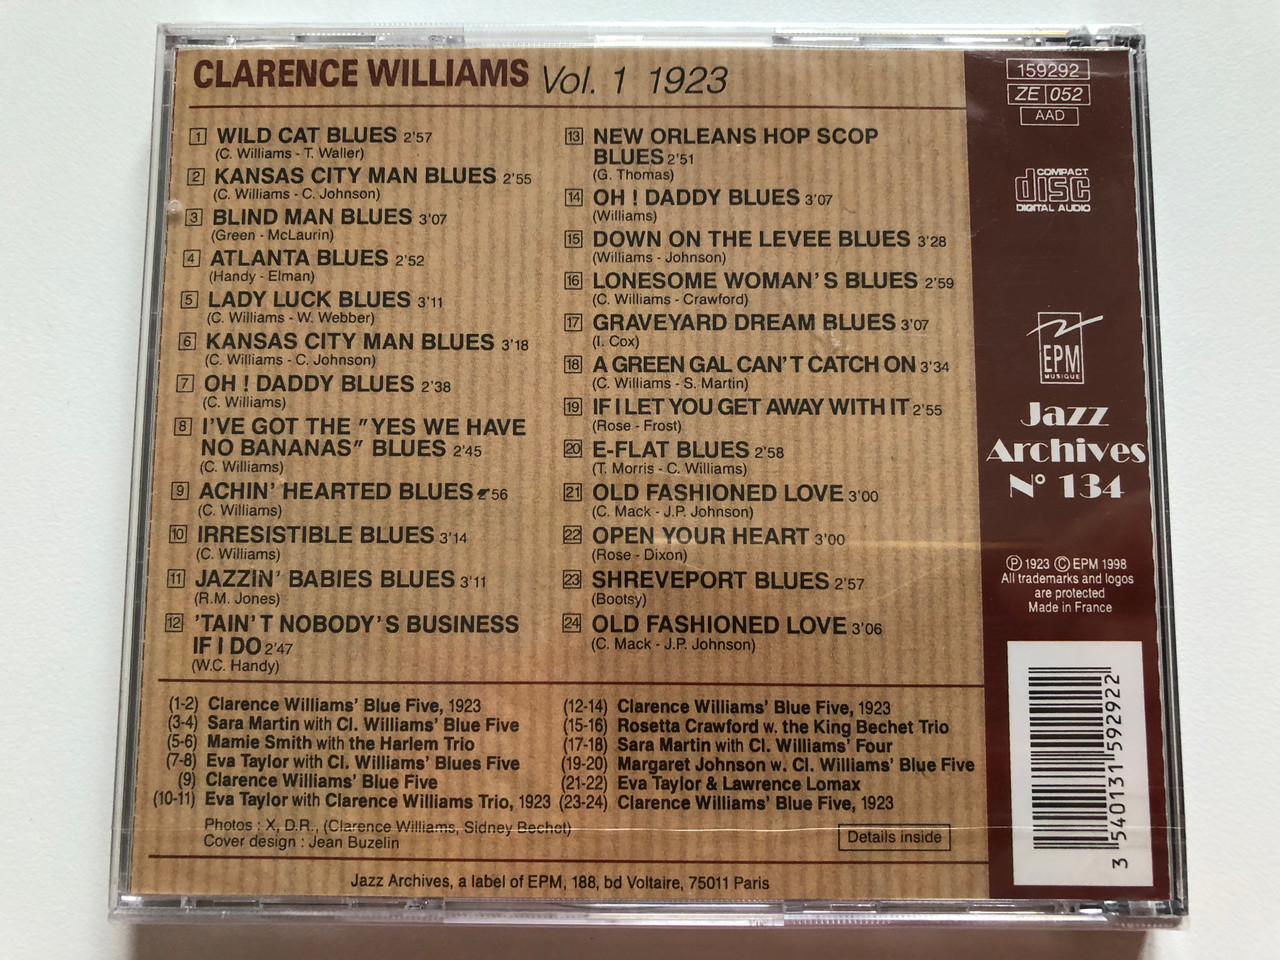 CLARENCE WILLIAMS Vol. 1 1923
1 WILD CAT BLUES 2'57
(C. Williams - T. Waller)
2 KANSAS CITY MAN BLUES 2'55
(C. Williams - C. Johnson)
3 BLIND MAN BLUES 3'07
(Green - McLaurin)
4 ATLANTA BLUES 2'52
(Handy - Elman)
5 LADY LUCK BLUES 3'11
(C. Williams - W. Webber)
6 KANSAS CITY MAN BLUES 3'18
(C. Williams - C. Johnson)
7 OH ! DADDY BLUES 2'38
(C. Williams)
8 I'VE GOT THE "YES WE HAVE
NO BANANAS" BLUES 2'45
(C. Williams)
9 ACHIN' HEARTED BLUES 56
(C. Williams)
10 IRRESISTIBLE BLUES 3'14
(C. Williams)
11 JAZZIN' BABIES BLUES 3'11
(R.M. Jones)
12 'TAIN'T NOBODY'S BUSINESS
IF I DO 2'47
(W.C. Handy)
13 NEW ORLEANS HOP SCOP
BLUES 2'51
(G. Thomas)
14 OH ! DADDY BLUES 3'07
(Williams)
15 DOWN ON THE LEVEE BLUES 3'28
(Williams - Johnson)
16 LONESOME WOMAN'S BLUES 2'59
(C. Williams - Crawford)
17 GRAVEYARD DREAM BLUES 3'07
(I. Cox)
18 A GREEN GAL CAN'T CATCH ON 3'34
(C. Williams - S. Martin)
19 IF I LET YOU GET AWAY WITH IT 2'55
(Rose - Frost)
20 E-FLAT BLUES 2'58
(T. Morris - C. Williams)
21 OLD FASHIONED LOVE 3'00
(C. Mack - J.P. Johnson)
22 OPEN YOUR HEART 3'00
(Rose - Dixon)
23 SHREVEPORT BLUES 2'57
(Bootsy)
24 OLD FASHIONED LOVE 3'06
(C. Mack - J.P. Johnson)
(1-2) Clarence Williams' Blue Five, 1923
(3-4) Sara Martin with Cl. Williams' Blue Five
(5-6) Mamie Smith with the Harlem Trio
(7-8) Eva Taylor with Cl. Williams' Blues Five
(9) Clarence Williams' Blue Five
(10-11) Eva Taylor with Clarence Williams Trio, 1923
(12-14) Clarence Williams' Blue Five, 1923
(15-16) Rosetta Crawford w. the King Bechet Trio
(17-18) Sara Martin with Cl. Williams' Four
(19-20) Margaret Johnson w. Cl. Williams' Blue Five
(21-22) Eva Taylor & Lawrence Lomax
(23-24) Clarence Williams' Blue Five, 1923
Photos : X, D.R., (Clarence Williams, Sidney Bechet)
Cover design : Jean Buzelin
Details inside
Jazz Archives, a label of EPM, 188, bd Voltaire, 75011 Paris
159292
ZE 052
AAD
COMPACT
disc
DIGITAL AUDIO
EPM
MUSIQUE
Jazz
Archives
N° 134
℗ 1923 © EPM 1998
All trademarks and logos
are protected
Made in France
3 540131 592922